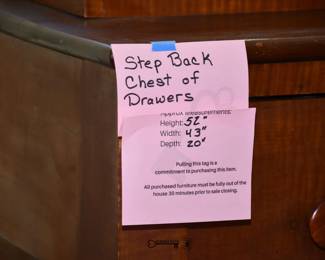 Step Back
Chest of
Drawers
Approx Measurements:
Height: 52"
Width: 43"
Depth: 20"
Pulling this tag is a
commitment to purchasing this item.
All purchased furniture must be fully out of the
house 30 minutes prior to sale closing.